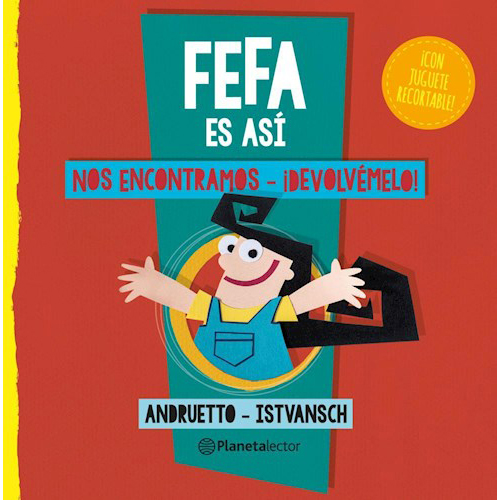 FEFA
ES ASÍ
¡CON
JUGUETE
RECORTABLE!
NOS ENCONTRAMOS – ¡DEVOLVÉMELO!
ANDRUETTO – ISTVANSCH
Planetalector